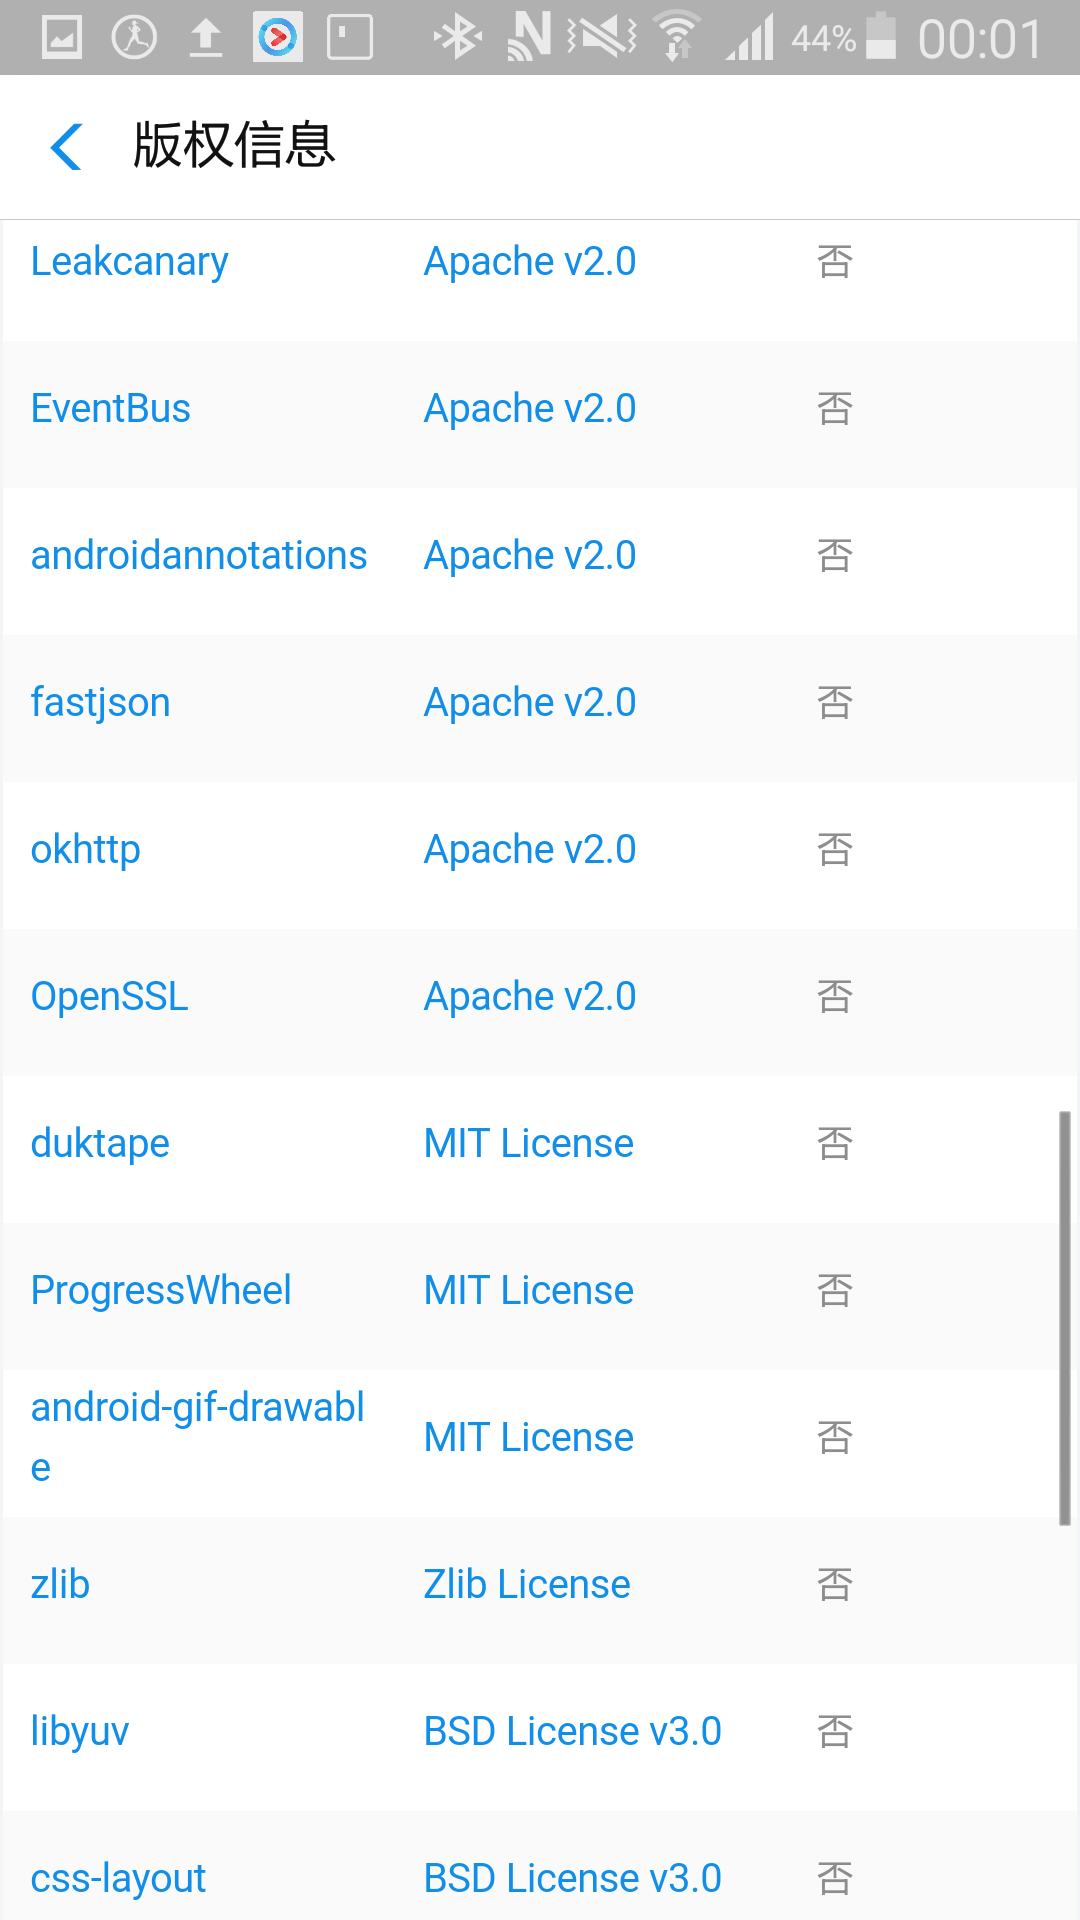 44% 00:01
版权信息
Leakcanary Apache v2.0 否
EventBus Apache v2.0 否
androidannotations Apache v2.0 否
fastjson Apache v2.0 否
okhttp Apache v2.0 否
OpenSSL Apache v2.0 否
duktape MIT License 否
ProgressWheel MIT License 否
android-gif-drawabl
e MIT License 否
zlib Zlib License 否
libyuv BSD License v3.0 否
css-layout BSD License v3.0 否